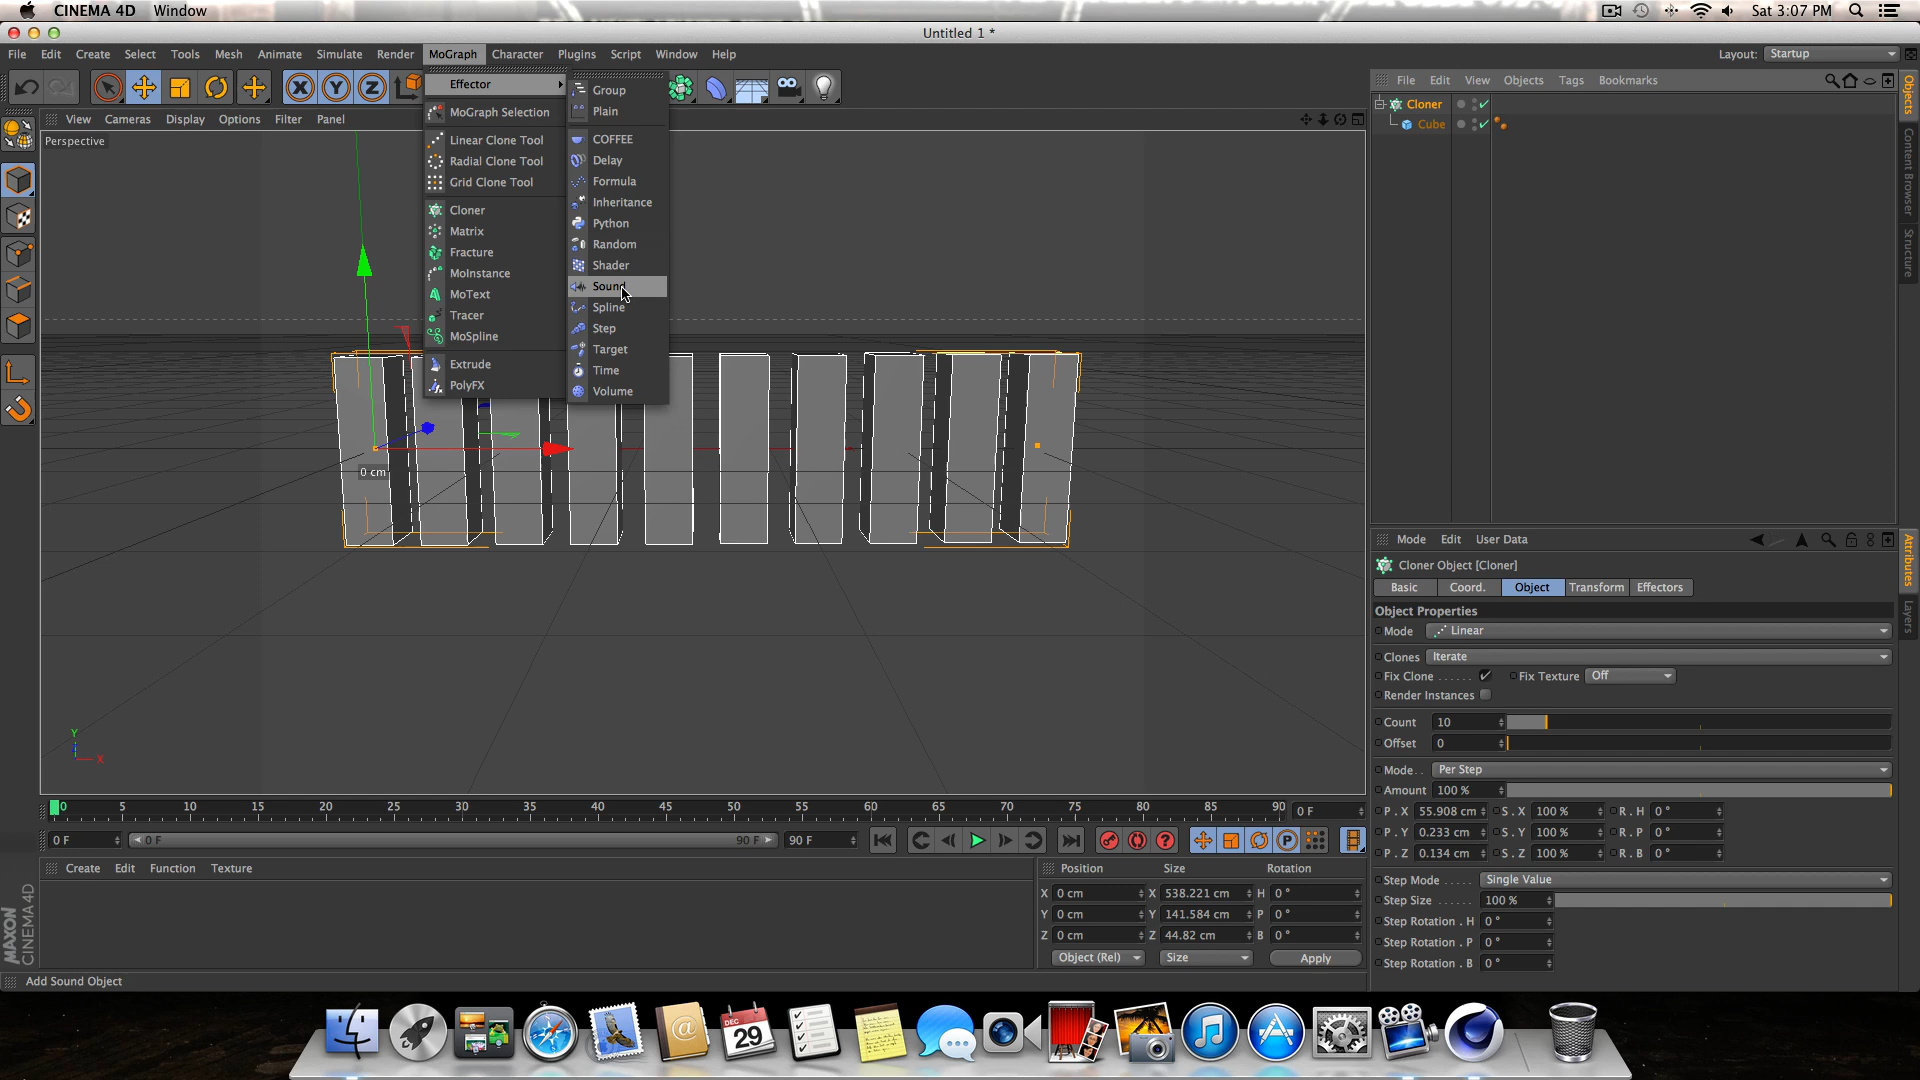 CINEMA 4D Window
Sat 3:07 PM
Untitled 1 *
File Edit Create Select Tools Mesh Animate Simulate Render MoGraph Character Plugins Script Window Help
Layout: Startup
Effector
MoGraph Selection
Linear Clone Tool
Radial Clone Tool
Grid Clone Tool
Cloner
Matrix
Fracture
MoInstance
MoText
Tracer
MoSpline
Extrude
PolyFX
Group
Plain
COFFEE
Delay
Formula
Inheritance
Python
Random
Shader
Sound
Spline
Step
Target
Time
Volume
View Cameras Display Options Filter Panel
Perspective
0 cm
Y
X
File Edit View Objects Tags Bookmarks
Cloner
Cube
Objects
Content Browser
Structure
Mode Edit User Data
Cloner Object [Cloner]
Basic Coord. Object Transform Effectors
Object Properties
Mode Linear
Clones Iterate
Fix Clone ...... Fix Texture Off
Render Instances
Count 10
Offset 0
Mode.. Per Step
Amount 100 %
P . X 55.908 cm S . X 100 % R . H 0 °
P . Y 0.233 cm S . Y 100 % R . P 0 °
P . Z 0.134 cm S . Z 100 % R . B 0 °
Step Mode ..... Single Value
Step Size ...... 100 %
Step Rotation . H 0 °
Step Rotation . P 0 °
Step Rotation . B 0 °
Attributes
Layers
0 5 10 15 20 25 30 35 40 45 50 55 60 65 70 75 80 85 90 0 F
0 F 0 F 90 F 90 F
Create Edit Function Texture
Position Size Rotation
X 0 cm X 538.221 cm H 0 °
Y 0 cm Y 141.584 cm P 0 °
Z 0 cm Z 44.82 cm B 0 °
Object (Rel) Size Apply
MAXON
CINEMA 4D
Add Sound Object
DEC
29